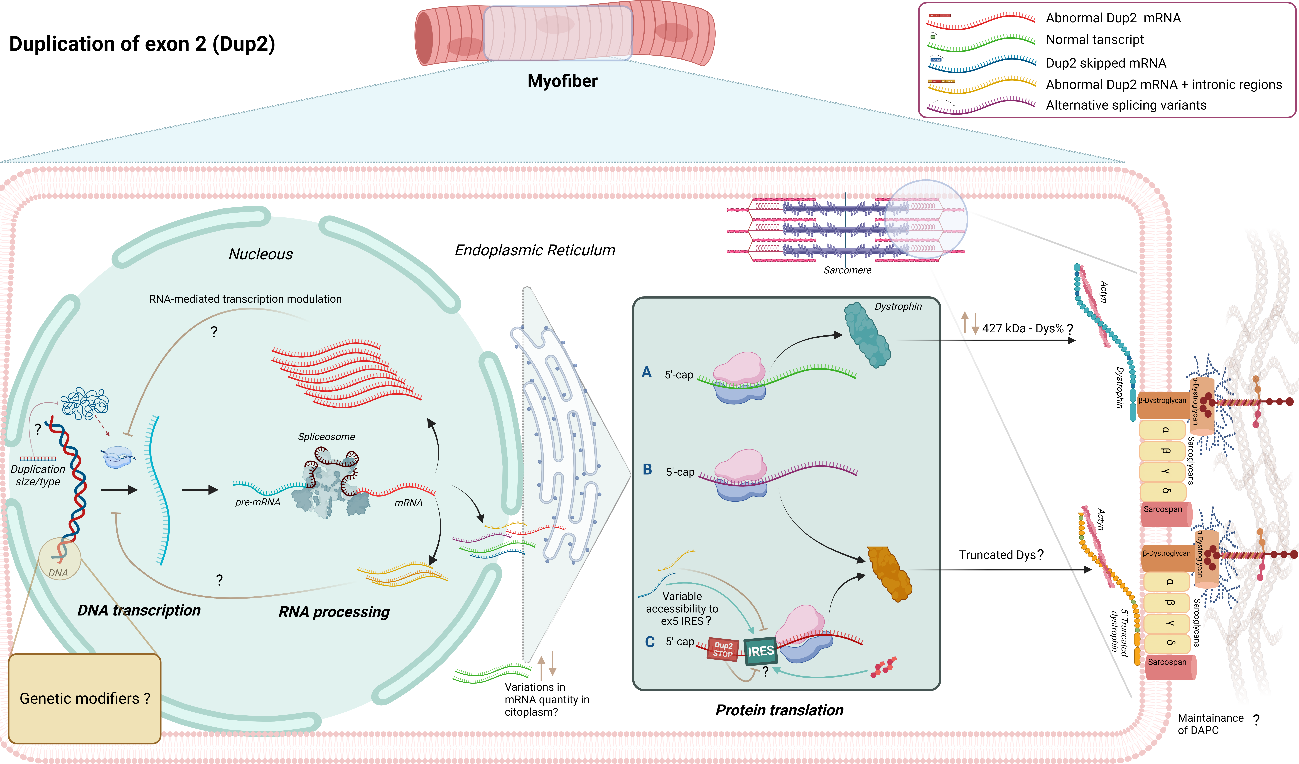 Duplication of exon 2 (Dup2)
Myofiber
Abnormal Dup2 mRNA
Normal tanscript
Dup2 skipped mRNA
Abnormal Dup2 mRNA + intronic regions
Alternative splicing variants
Nucleous
Endoplasmic Reticulum
Sarcomere
RNA-mediated transcription modulation
?
?
Duplication
size/type
DNA
Spliceosome
pre-mRNA
mRNA
?
DNA transcription
RNA processing
Genetic modifiers ?
Variations in
mRNA quantity in
citoplasm?
Dystrophin
A
5'-cap
B
5-cap
Variable
accessibility to
ex5 IRES ?
C
5' cap
Dup2
STOP
IRES
?
Protein translation
427 kDa - Dys% ?
Truncated Dys ?
Actyn
Dystrophin
β-Dystroglycan
α
β
γ
δ
Sarcoglycans
Sarcospan
Actyn
5' Truncated
dystrophin
β-Dystroglycan
α
β
γ
δ
Sarcoglycans
Sarcospan
Maintainance
of DAPC
?